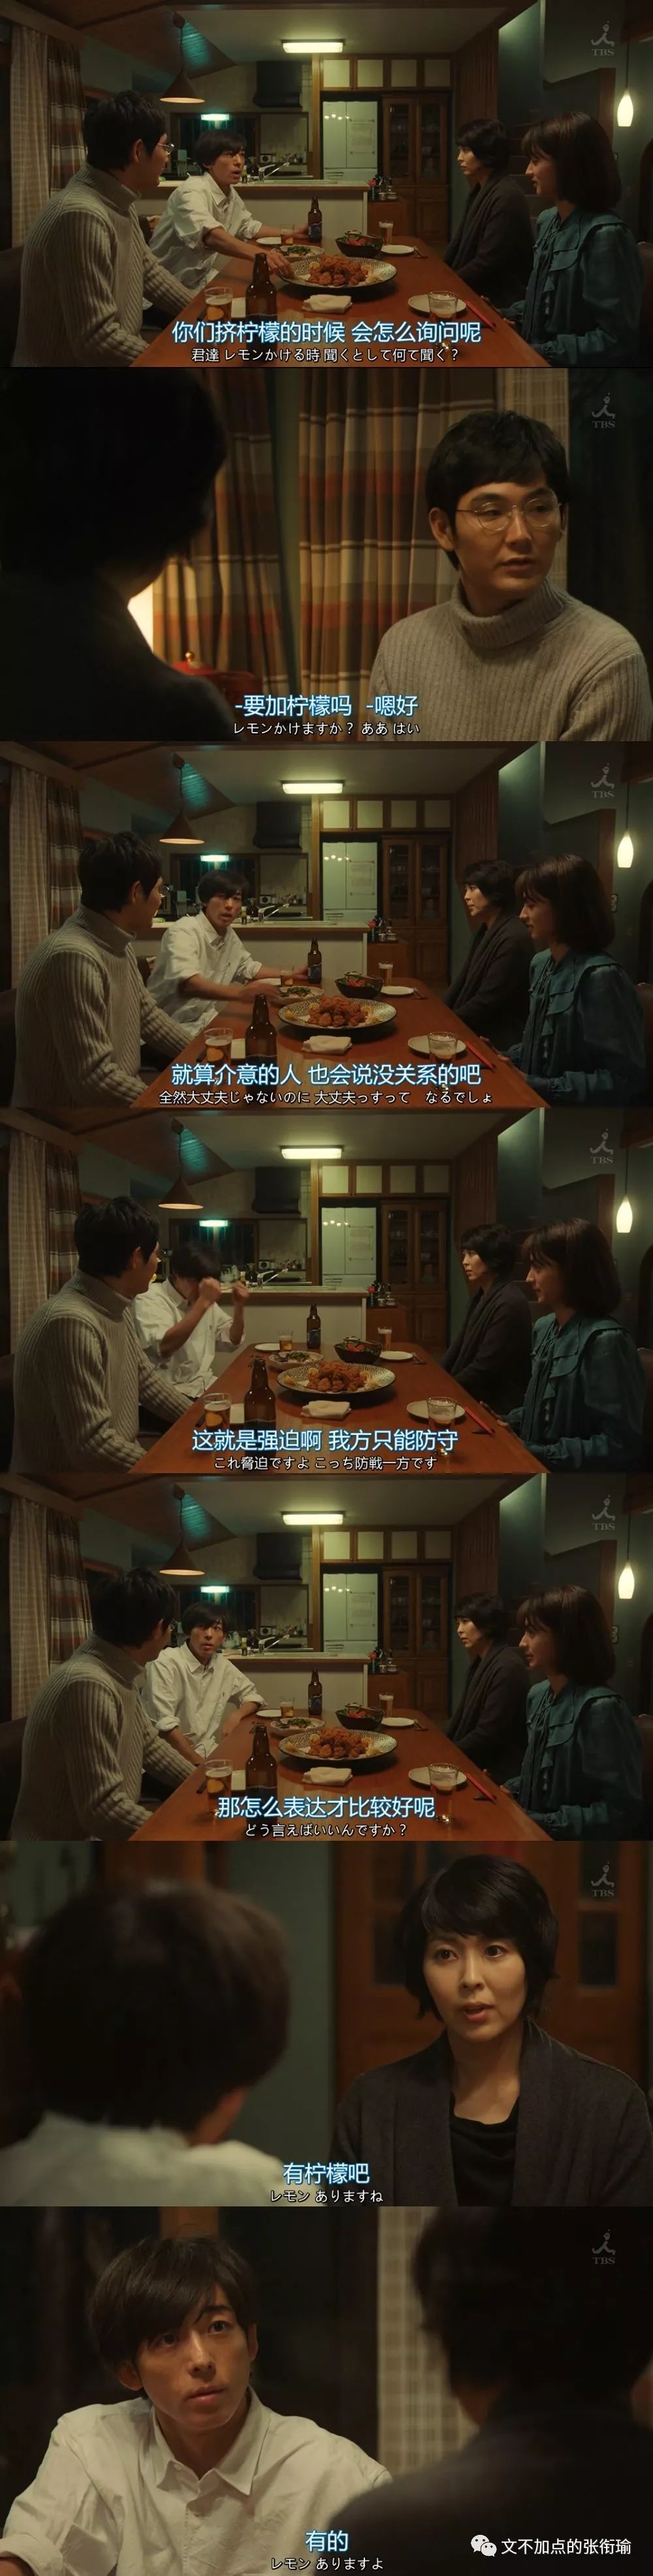 TBS
你们挤柠檬的时候 会怎么询问呢
君達 レモンかける時 聞くとして何て聞く？
TBS
-要加柠檬吗 -嗯好
レモンかけますか？ ああ はい
TBS
就算介意的人 也会说没关系的吧
全然大丈夫じゃないのに 大丈夫っすって なるでしょ
TBS
这就是强迫啊 我方只能防守
これ脅迫ですよ こっち防戦一方です
TBS
那怎么表达才比较好呢
どう言えばいいんですか？
TBS
有柠檬吧
レモン ありますね
TBS
有的
レモン ありますよ
文不加点的张衔瑜